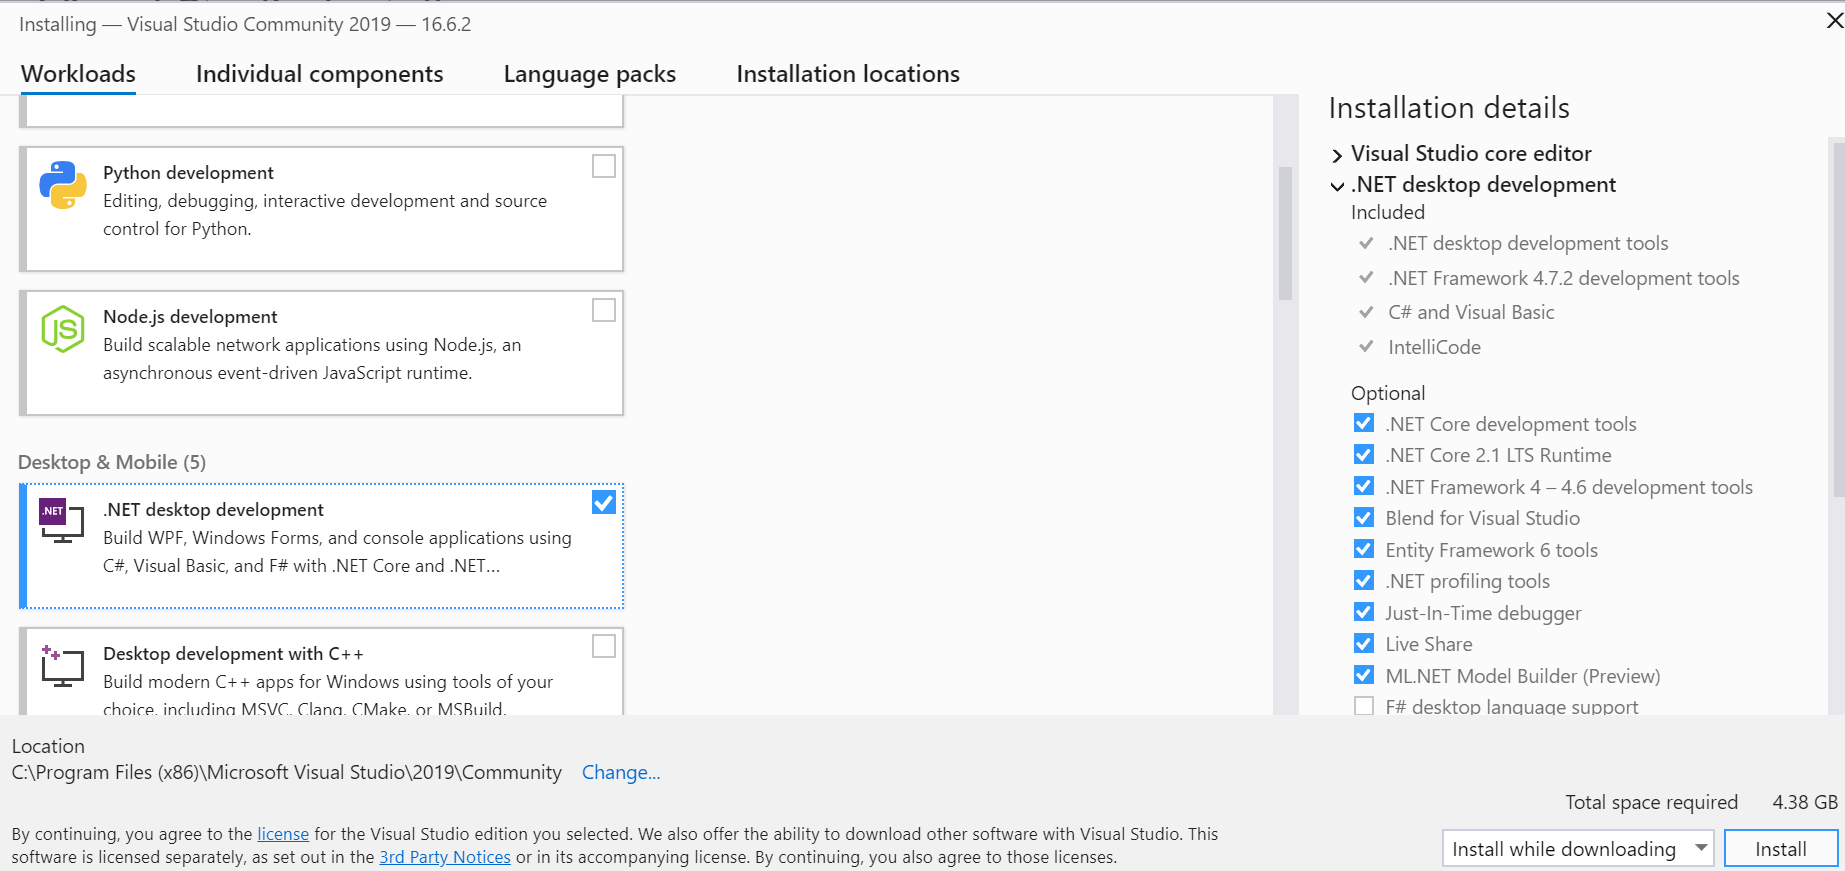 Installing — Visual Studio Community 2019 — 16.6.2
Workloads
Individual components
Language packs
Installation locations
Python development
Editing, debugging, interactive development and source
control for Python.
JS
Node.js development
Build scalable network applications using Node.js, an
asynchronous event-driven JavaScript runtime.
Desktop & Mobile (5)
.NET
.NET desktop development
Build WPF, Windows Forms, and console applications using
C#, Visual Basic, and F# with .NET Core and .NET...
Desktop development with C++
Build modern C++ apps for Windows using tools of your
choice, including MSVC, Clang, CMake, or MSBuild.
Installation details
Visual Studio core editor
.NET desktop development
Included
.NET desktop development tools
.NET Framework 4.7.2 development tools
C# and Visual Basic
IntelliCode
Optional
.NET Core development tools
.NET Core 2.1 LTS Runtime
.NET Framework 4 – 4.6 development tools
Blend for Visual Studio
Entity Framework 6 tools
.NET profiling tools
Just-In-Time debugger
Live Share
ML.NET Model Builder (Preview)
F# desktop language support
Location
C:\Program Files (x86)\Microsoft Visual Studio\2019\Community Change...
Total space required 4.38 GB
By continuing, you agree to the license for the Visual Studio edition you selected. We also offer the ability to download other software with Visual Studio. This
software is licensed separately, as set out in the 3rd Party Notices or in its accompanying license. By continuing, you also agree to those licenses.
Install while downloading
Install